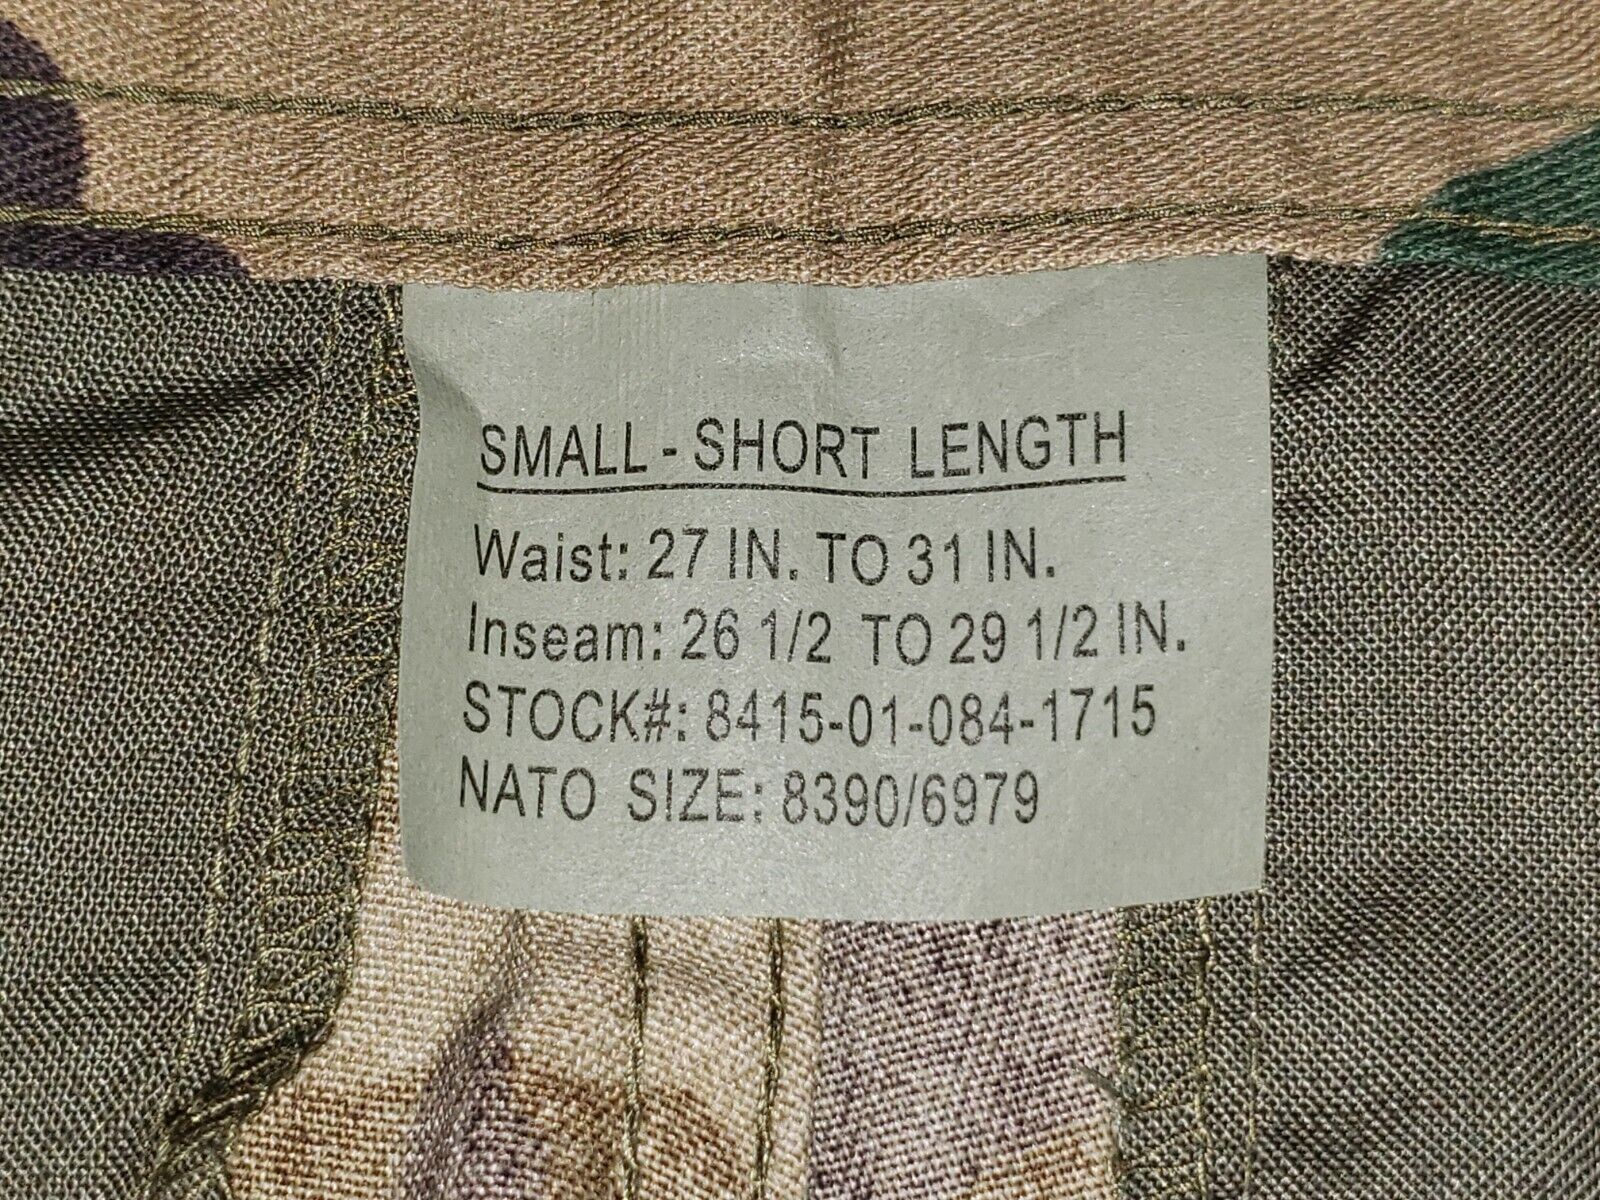 SMALL - SHORT LENGTH
Waist: 27 IN. TO 31 IN.
Inseam: 26 1/2 TO 29 1/2 IN.
STOCK#: 8415-01-084-1715
NATO SIZE: 8390/6979